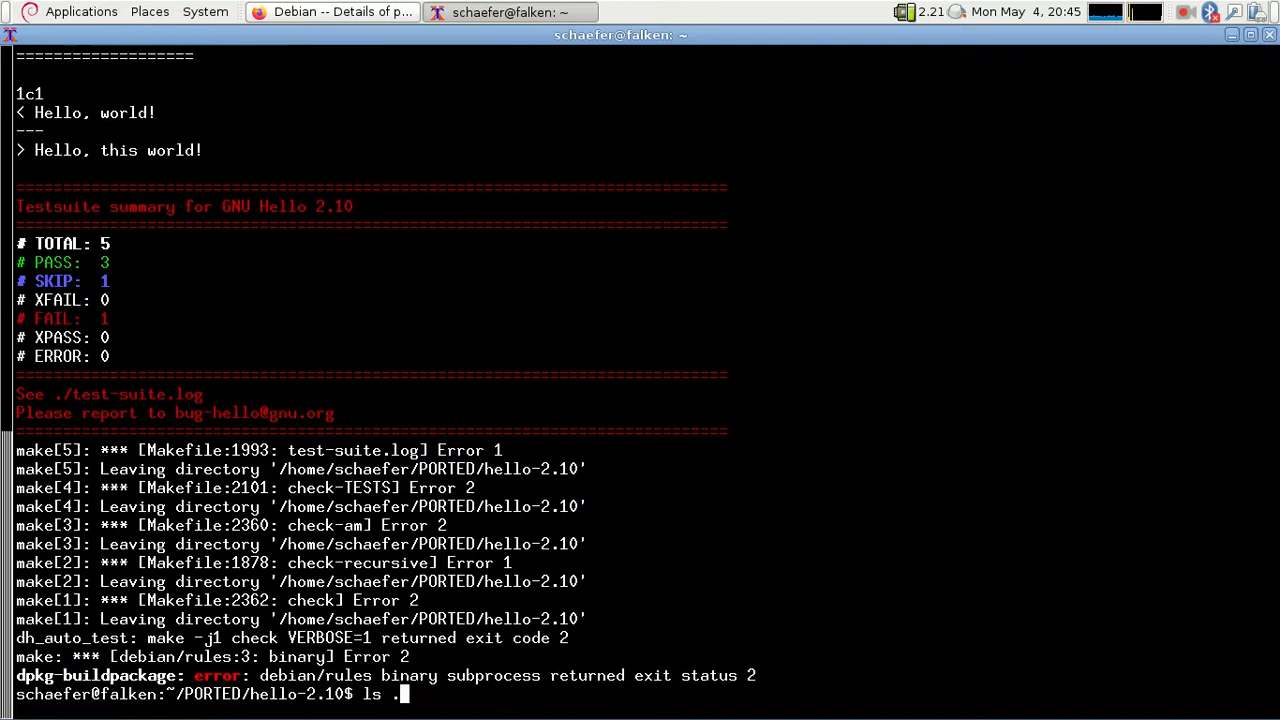 Applications Places System Debian -- Details of p... schaefer@falken: ~ 2.21 Mon May 4, 20:45
schaefer@falken: ~
===================
1c1
< Hello, world!
---
> Hello, this world!
============================================================================
Testsuite summary for GNU Hello 2.10
============================================================================
# TOTAL: 5
# PASS:  3
# SKIP:  1
# XFAIL: 0
# FAIL:  1
# XPASS: 0
# ERROR: 0
============================================================================
See ./test-suite.log
Please report to bug-hello@gnu.org
============================================================================
make[5]: *** [Makefile:1993: test-suite.log] Error 1
make[5]: Leaving directory '/home/schaefer/PORTED/hello-2.10'
make[4]: *** [Makefile:2101: check-TESTS] Error 2
make[4]: Leaving directory '/home/schaefer/PORTED/hello-2.10'
make[3]: *** [Makefile:2360: check-am] Error 2
make[3]: Leaving directory '/home/schaefer/PORTED/hello-2.10'
make[2]: *** [Makefile:1878: check-recursive] Error 1
make[2]: Leaving directory '/home/schaefer/PORTED/hello-2.10'
make[1]: *** [Makefile:2362: check] Error 2
make[1]: Leaving directory '/home/schaefer/PORTED/hello-2.10'
dh_auto_test: make -j1 check VERBOSE=1 returned exit code 2
make: *** [debian/rules:3: binary] Error 2
dpkg-buildpackage: error: debian/rules binary subprocess returned exit status 2
schaefer@falken:~/PORTED/hello-2.10$ ls .